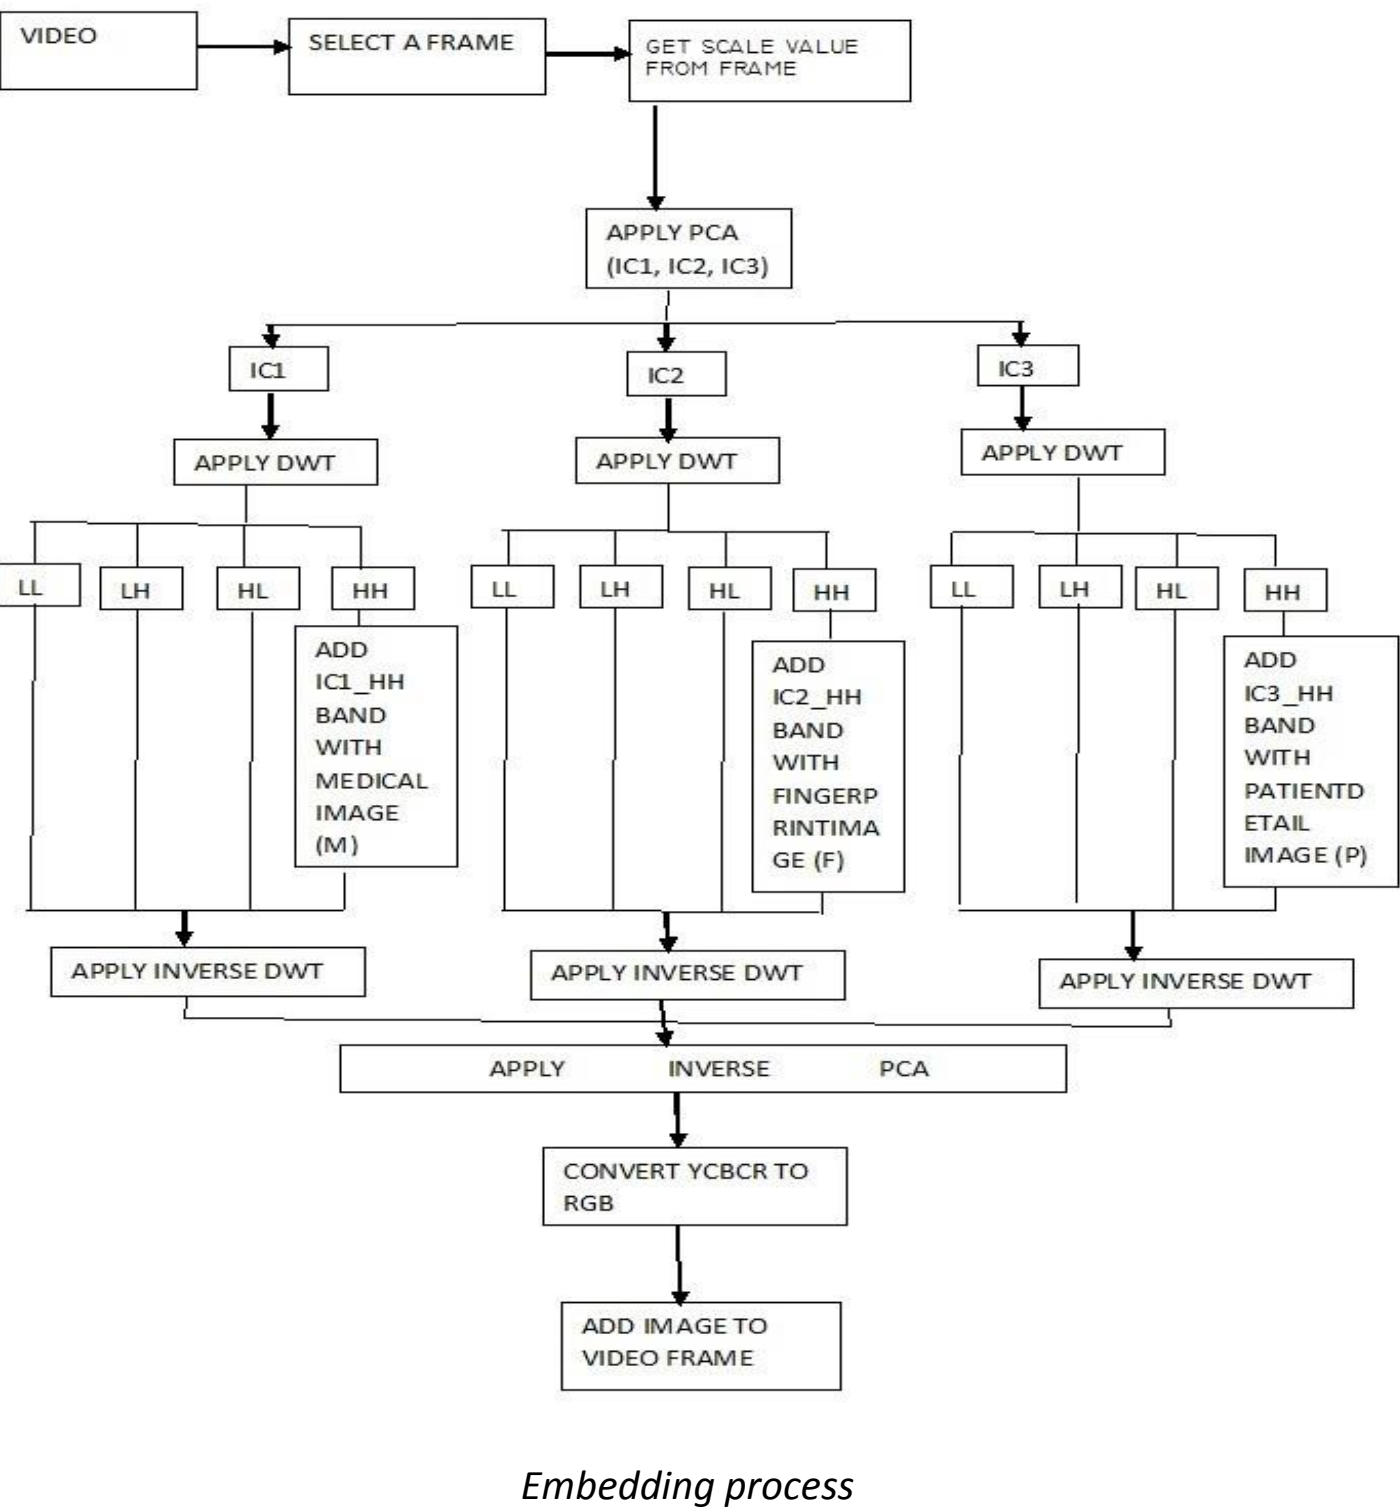 VIDEO
SELECT A FRAME
GET SCALE VALUE
FROM FRAME
APPLY PCA
(IC1, IC2, IC3)
IC1
IC2
IC3
APPLY DWT
APPLY DWT
APPLY DWT
LL
LH
HL
HH
LL
LH
HL
HH
LL
LH
HL
HH
ADD
IC1_HH
BAND
WITH
MEDICAL
IMAGE
(M)
ADD
IC2_HH
BAND
WITH
FINGERP
RINTIMA
GE (F)
ADD
IC3_HH
BAND
WITH
PATIENTD
ETAIL
IMAGE (P)
APPLY INVERSE DWT
APPLY INVERSE DWT
APPLY INVERSE DWT
APPLY INVERSE PCA
CONVERT YCBCR TO
RGB
ADD IMAGE TO
VIDEO FRAME
Embedding process